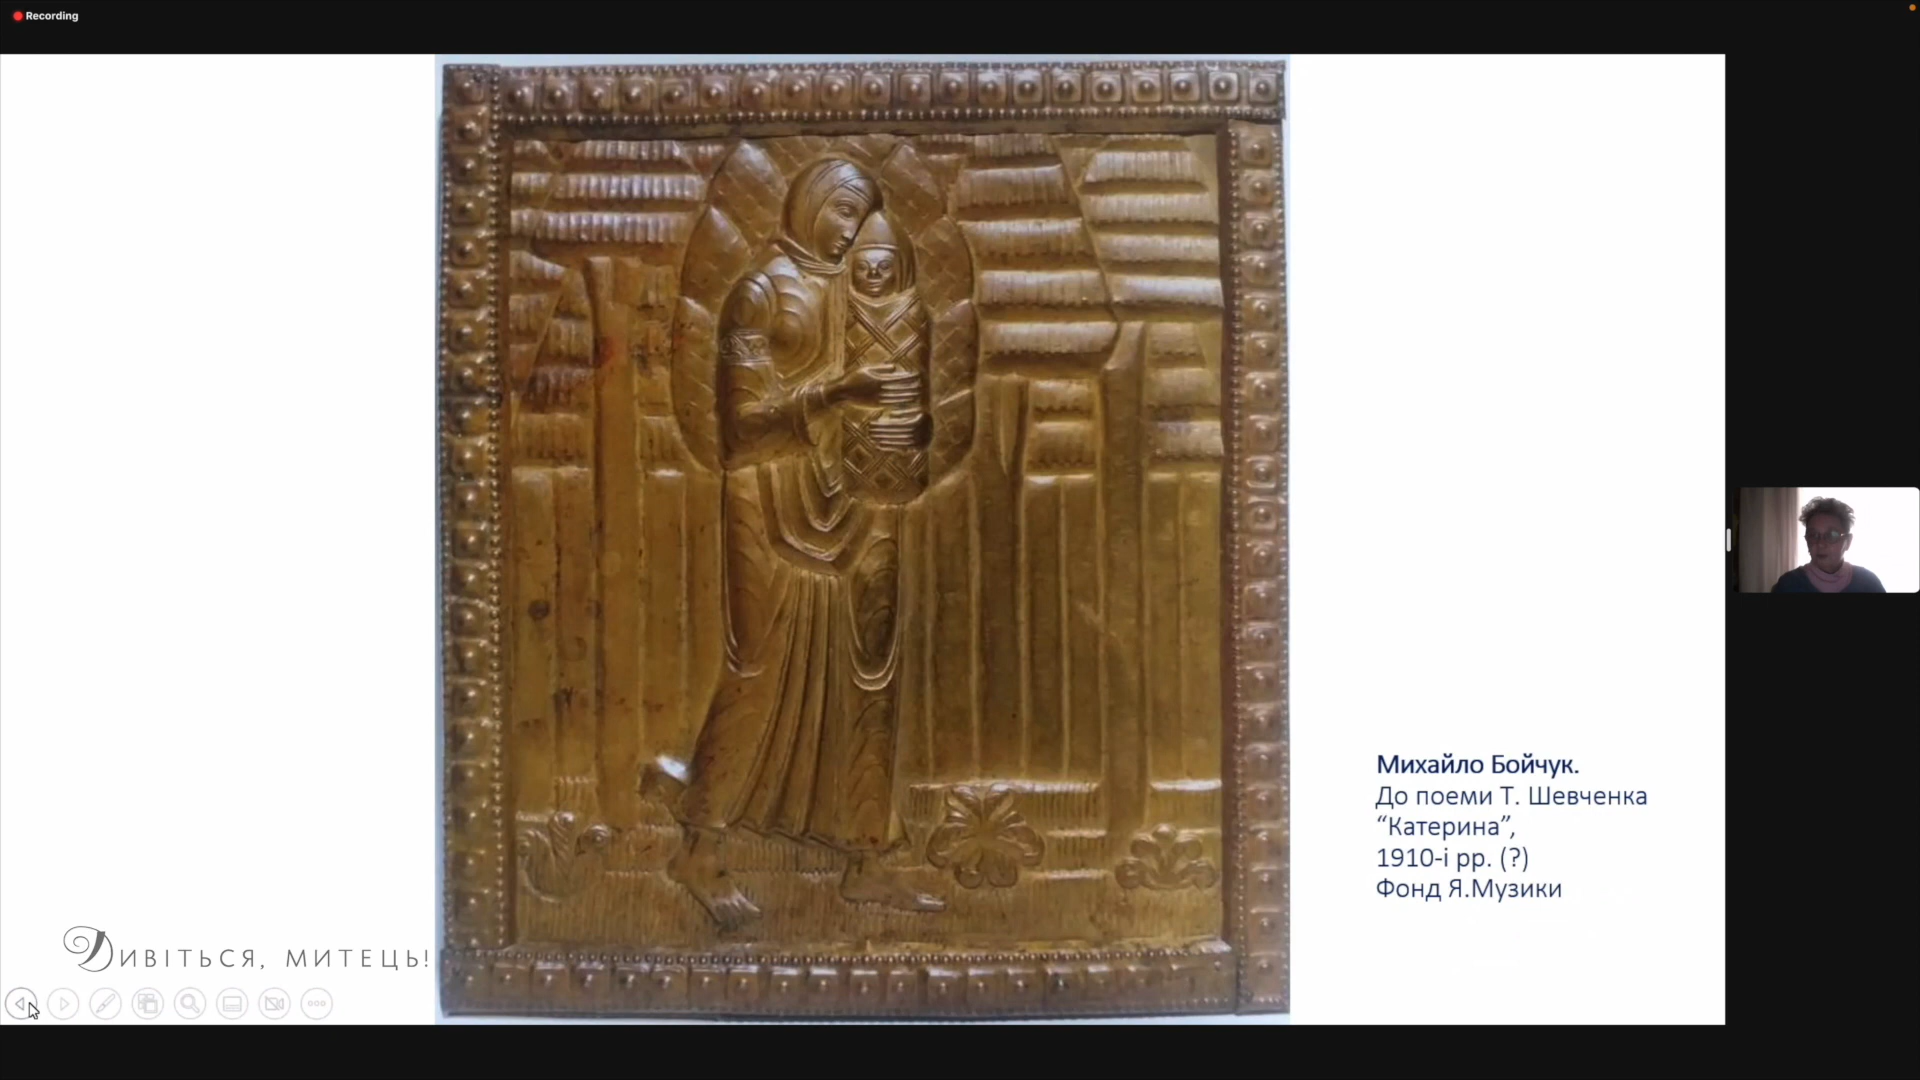 Recording
Михайло Бойчук.
До поеми Т. Шевченка
“Катерина”,
1910-і рр. (?)
Фонд Я.Музики
Дивіться, митець!